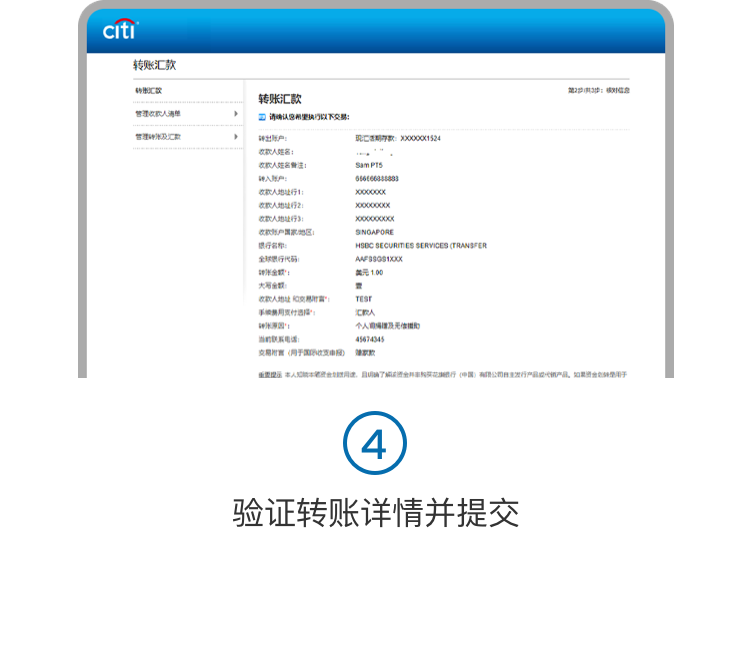 citi
转账汇款
转账汇款
管理收款人清单
管理转账及汇款
转账汇款
第2步(共3步): 核对信息
请确认您希望执行以下交易:
转出账户: 现汇活期存款: XXXXXX1524
收款人姓名:
收款人姓名备注: Sam PT5
转入账户: 666666888888
收款人地址行1: XXXXXXX
收款人地址行2: XXXXXXXX
收款人地址行3: XXXXXXXXX
收款账户国家/地区: SINGAPORE
银行名称: HSBC SECURITIES SERVICES (TRANSFER
全球银行代码: AAFSSGS1XXX
转账金额*: 美元 1.00
大写金额: 壹
收款人地址 和交易附言*: TEST
手续费用支付选择*: 汇款人
转账原因*: 个人间捐赠及无偿援助
当前联系电话: 45674345
交易附言 (用于国际收支申报) 赡家款
重要提示
4
验证转账详情并提交